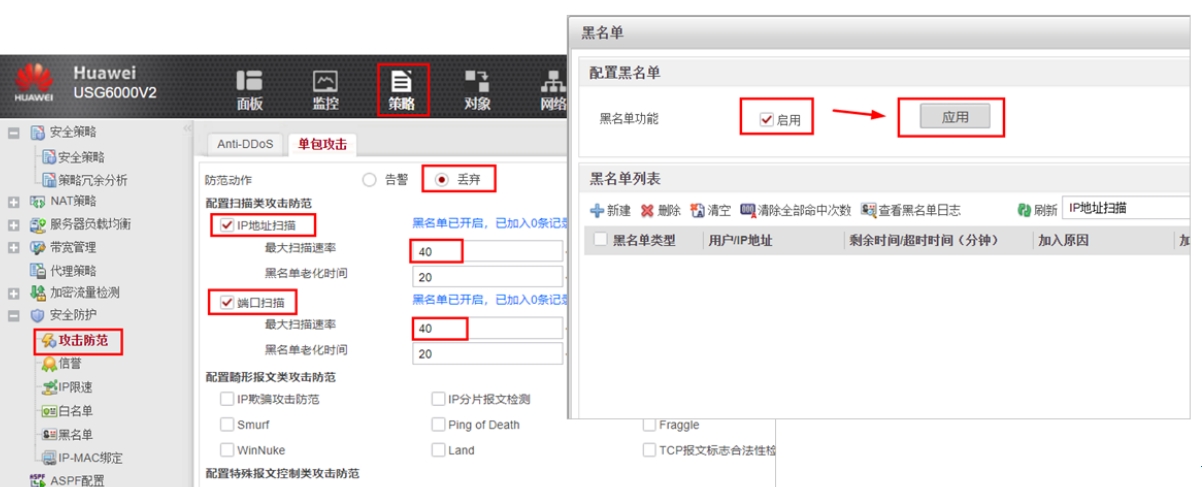 Huawei
USG6000V2
HUAWEI
面板
监控
策略
对象
网络
安全策略
安全策略
策略冗余分析
NAT策略
服务器负载均衡
带宽管理
代理策略
加密流量检测
安全防护
攻击防范
信誉
IP限速
白名单
黑名单
IP-MAC绑定
ASPF配置
Anti-DDoS
单包攻击
防范动作
告警
丢弃
配置扫描类攻击防范
IP地址扫描
黑名单已开启，已加入0条记录
最大扫描速率
40
黑名单老化时间
20
端口扫描
黑名单已开启，已加入0条记录
最大扫描速率
40
黑名单老化时间
20
配置畸形报文类攻击防范
IP欺骗攻击防范
IP分片报文检测
Smurf
Ping of Death
Fraggle
WinNuke
Land
TCP报文标志合法性检
配置特殊报文控制类攻击防范
黑名单
配置黑名单
黑名单功能
启用
应用
黑名单列表
新建
删除
清空
清除全部命中次数
查看黑名单日志
刷新
IP地址扫描
黑名单类型
用户/IP地址
剩余时间/超时时间（分钟）
加入原因
加